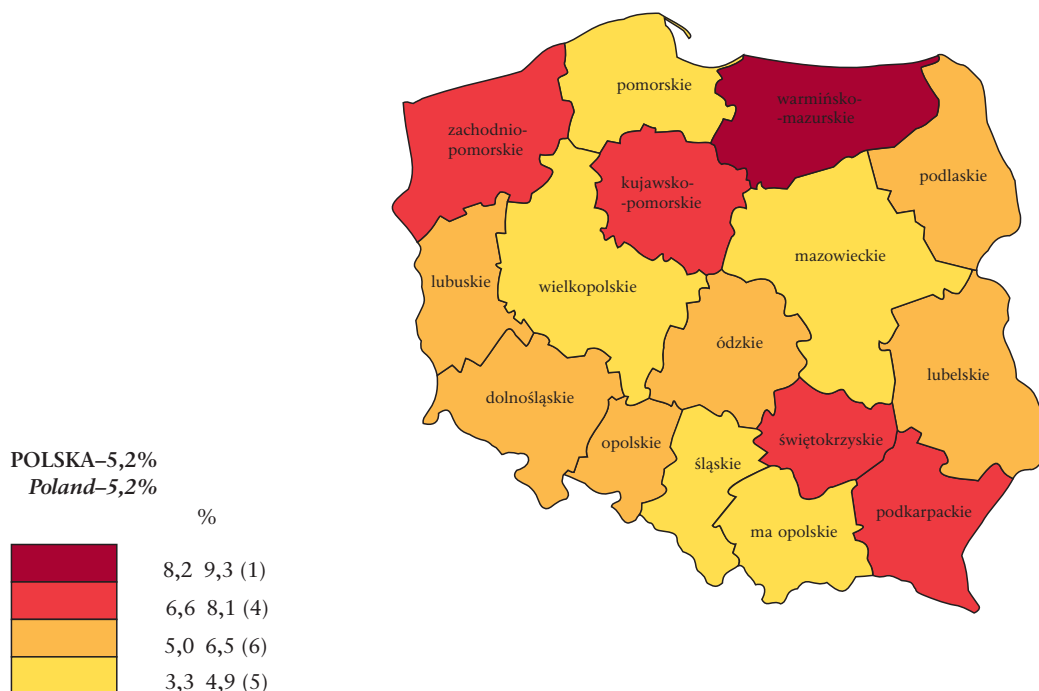 pomorskie
warmińsko-
-mazurskie
zachodnio-
pomorskie
podlaskie
kujawsko-
-pomorskie
mazowieckie
lubuskie
wielkopolskie
ódzkie
lubelskie
dolnośląskie
opolskie
świętokrzyskie
śląskie
podkarpackie
ma opolskie
POLSKA–5,2%
Poland–5,2%
%
8,2 9,3 (1)
6,6 8,1 (4)
5,0 6,5 (6)
3,3 4,9 (5)